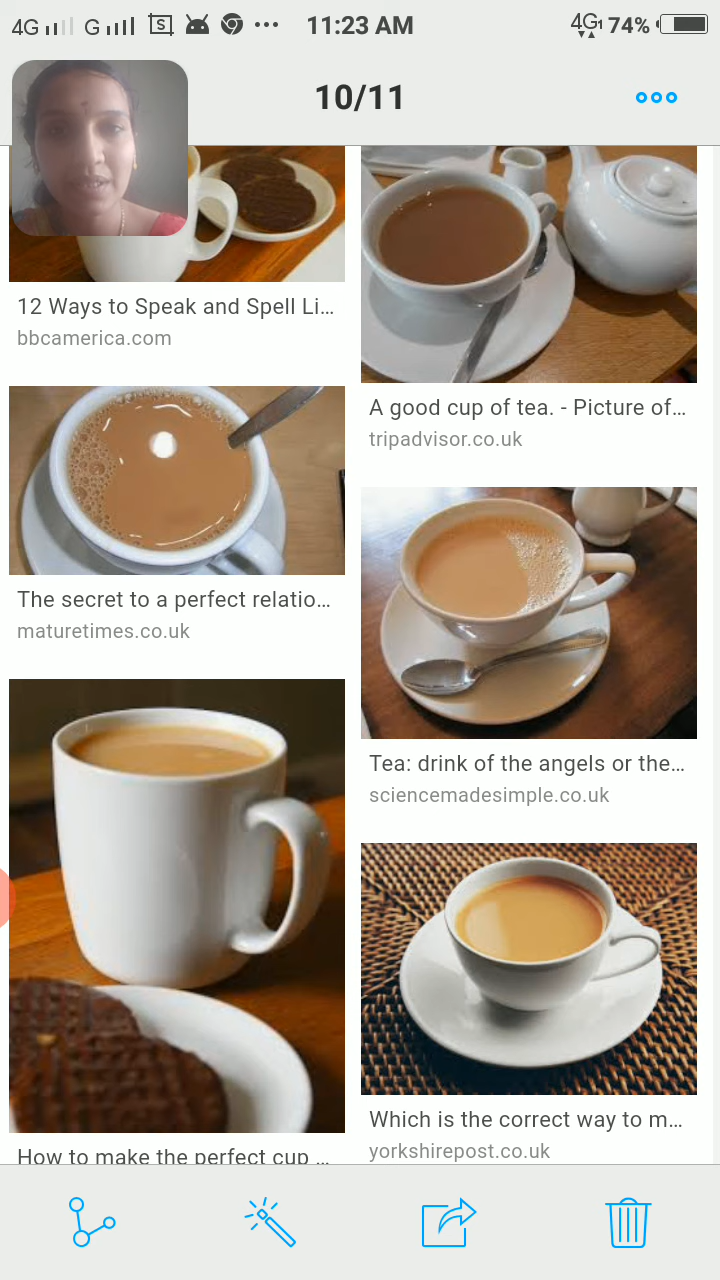 4G G S 11:23 AM 4G1 74%
10/11
12 Ways to Speak and Spell Li...
bbcamerica.com
The secret to a perfect relatio...
maturetimes.co.uk
How to make the perfect cup ...
A good cup of tea. - Picture of...
tripadvisor.co.uk
Tea: drink of the angels or the...
sciencemadesimple.co.uk
Which is the correct way to m...
yorkshirepost.co.uk